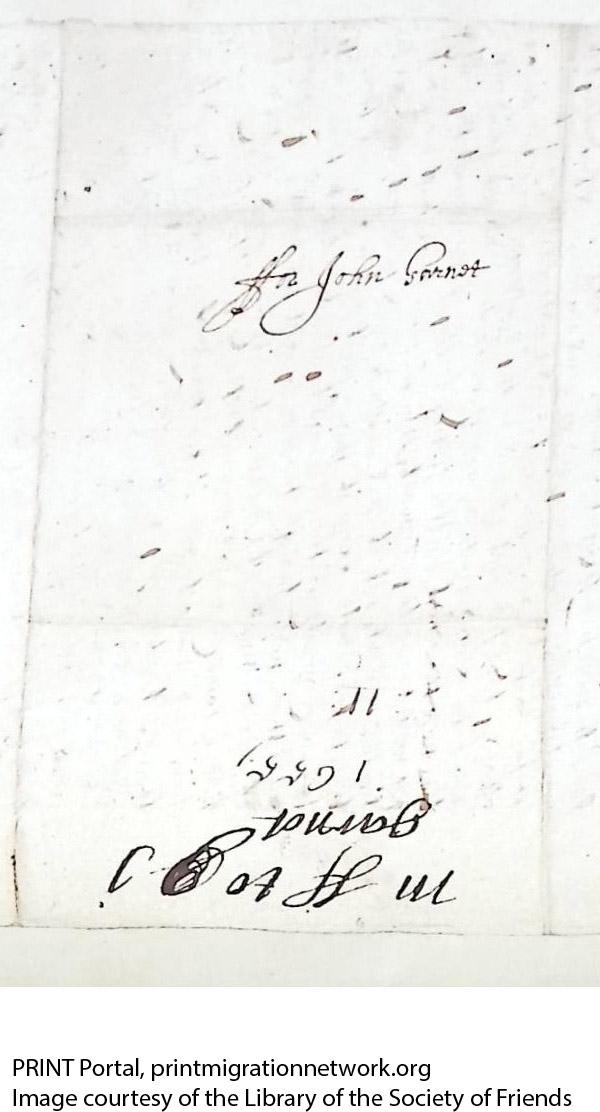 ffor John Garnet
m ff to J
Garnet
1655
11
PRINT Portal, printmigrationnetwork.org
Image courtesy of the Library of the Society of Friends